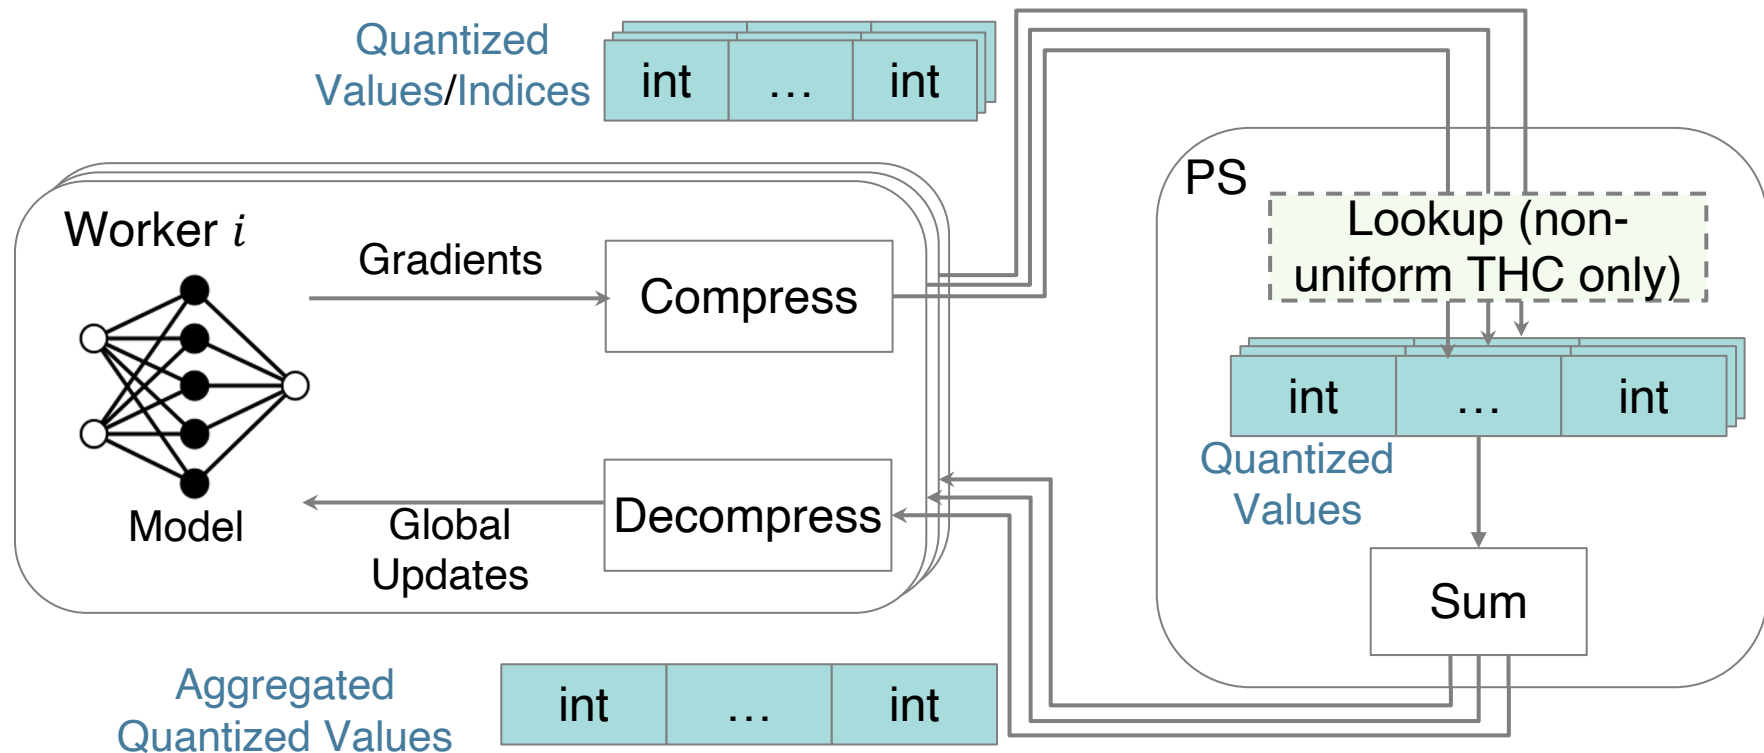 Quantized
Values/Indices
int … int
PS
Lookup (non-
uniform THC only)
Worker i
Gradients
Compress
int … int
Quantized
Values
Model
Global
Updates
Decompress
Sum
Aggregated
Quantized Values
int … int